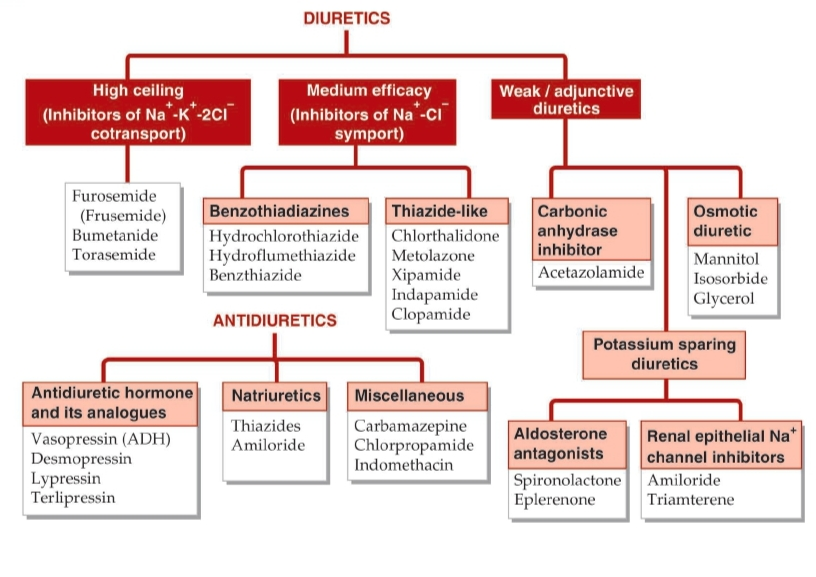 DIURETICS
High ceiling
(Inhibitors of Na⁺-K⁺-2Cl⁻
cotransport)
Medium efficacy
(Inhibitors of Na⁺-Cl⁻
symport)
Weak / adjunctive
diuretics
Furosemide
(Frusemide)
Bumetanide
Torasemide
Benzothiadiazines
Hydrochlorothiazide
Hydroflumethiazide
Benzthiazide
Thiazide-like
Chlorthalidone
Metolazone
Xipamide
Indapamide
Clopamide
Carbonic
anhydrase
inhibitor
Acetazolamide
Osmotic
diuretic
Mannitol
Isosorbide
Glycerol
Potassium sparing
diuretics
Aldosterone
antagonists
Spironolactone
Eplerenone
Renal epithelial Na⁺
channel inhibitors
Amiloride
Triamterene
ANTIDIURETICS
Antidiuretic hormone
and its analogues
Vasopressin (ADH)
Desmopressin
Lypressin
Terlipressin
Natriuretics
Thiazides
Amiloride
Miscellaneous
Carbamazepine
Chlorpropamide
Indomethacin